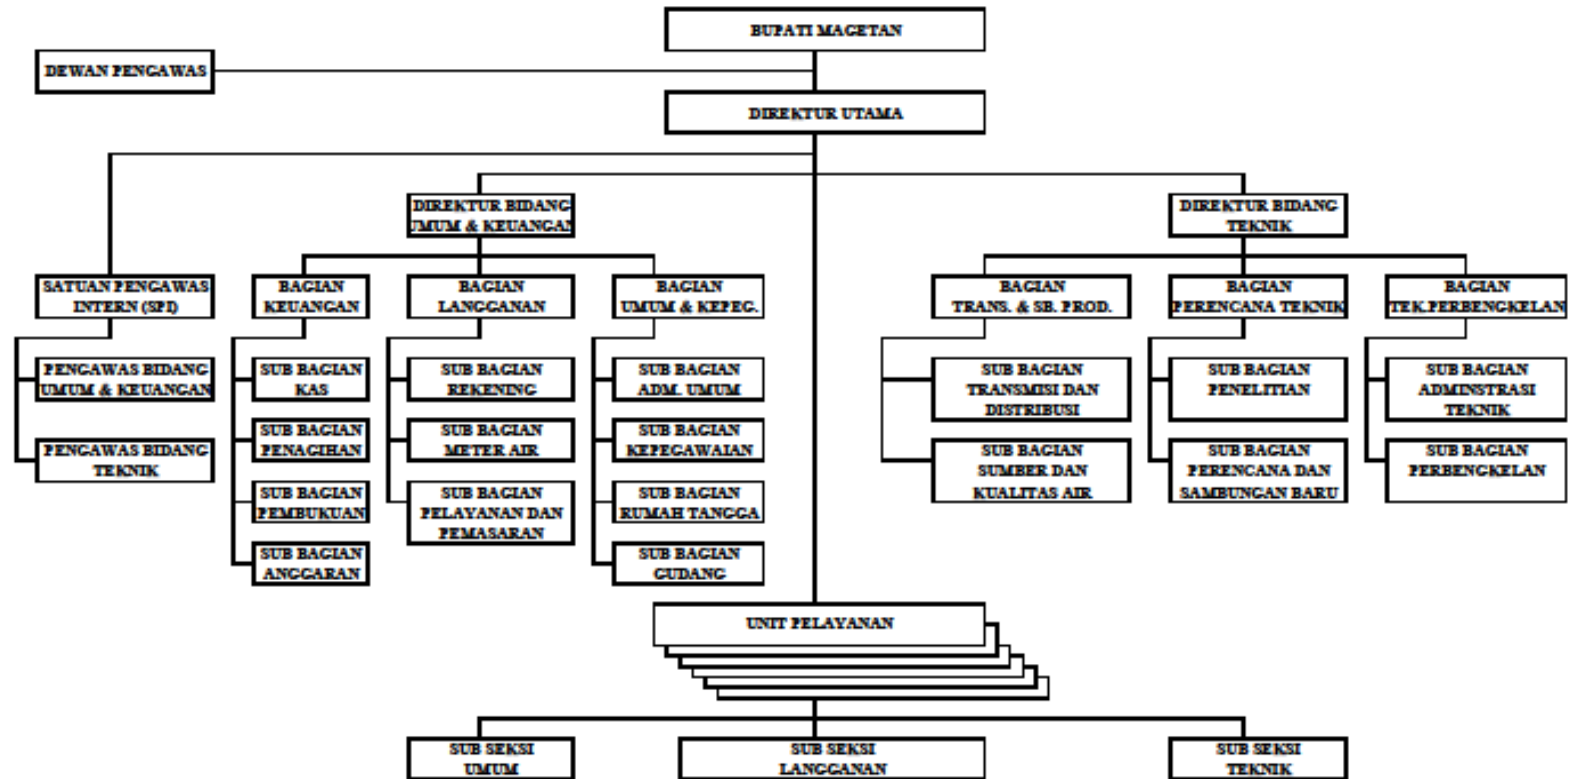 BUPATI MAGETAN
DEWAN PENGAWAS
DIREKTUR UTAMA
DIREKTUR BIDANG
UMUM & KEUANGAN
DIREKTUR BIDANG
TEKNIK
SATUAN PENGAWAS
INTERN (SPI)
BAGIAN
KEUANGAN
BAGIAN
LANGGANAN
BAGIAN
UMUM & KEPEG.
BAGIAN
TRANS. & SB. PROD.
BAGIAN
PERENCANA TEKNIK
BAGIAN
TEK.PERBENGKELAN
PENGAWAS BIDANG
UMUM & KEUANGAN
PENGAWAS BIDANG
TEKNIK
SUB BAGIAN
KAS
SUB BAGIAN
PENAGIHAN
SUB BAGIAN
PEMBUKUAN
SUB BAGIAN
ANGGARAN
SUB BAGIAN
REKENING
SUB BAGIAN
METER AIR
SUB BAGIAN
PELAYANAN DAN
PEMASARAN
SUB BAGIAN
ADM. UMUM
SUB BAGIAN
KEPEGAWAIAN
SUB BAGIAN
RUMAH TANGGA
SUB BAGIAN
GUDANG
SUB BAGIAN
TRANSMISI DAN
DISTRIBUSI
SUB BAGIAN
SUMBER DAN
KUALITAS AIR
SUB BAGIAN
PENELITIAN
SUB BAGIAN
PERENCANA DAN
SAMBUNGAN BARU
SUB BAGIAN
ADMINSTRASI
TEKNIK
SUB BAGIAN
PERBENGKELAN
UNIT PELAYANAN
SUB SEKSI
UMUM
SUB SEKSI
LANGGANAN
SUB SEKSI
TEKNIK